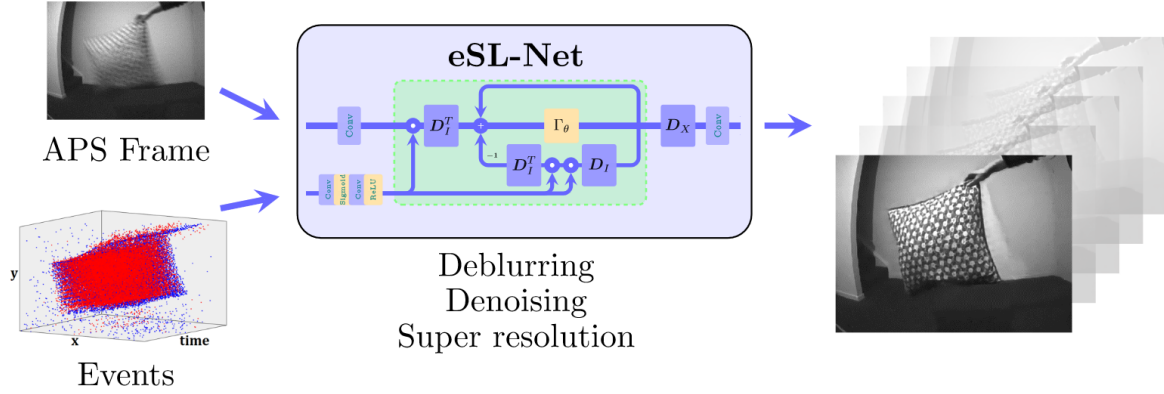 eSL-Net
Conv
D_I^T
+
Γ_θ
D_X
Conv
-1
D_I^T
D_I
Conv
Sigmoid
Conv
ReLU
APS Frame
Deblurring
Denoising
Super resolution
y
x
time
Events